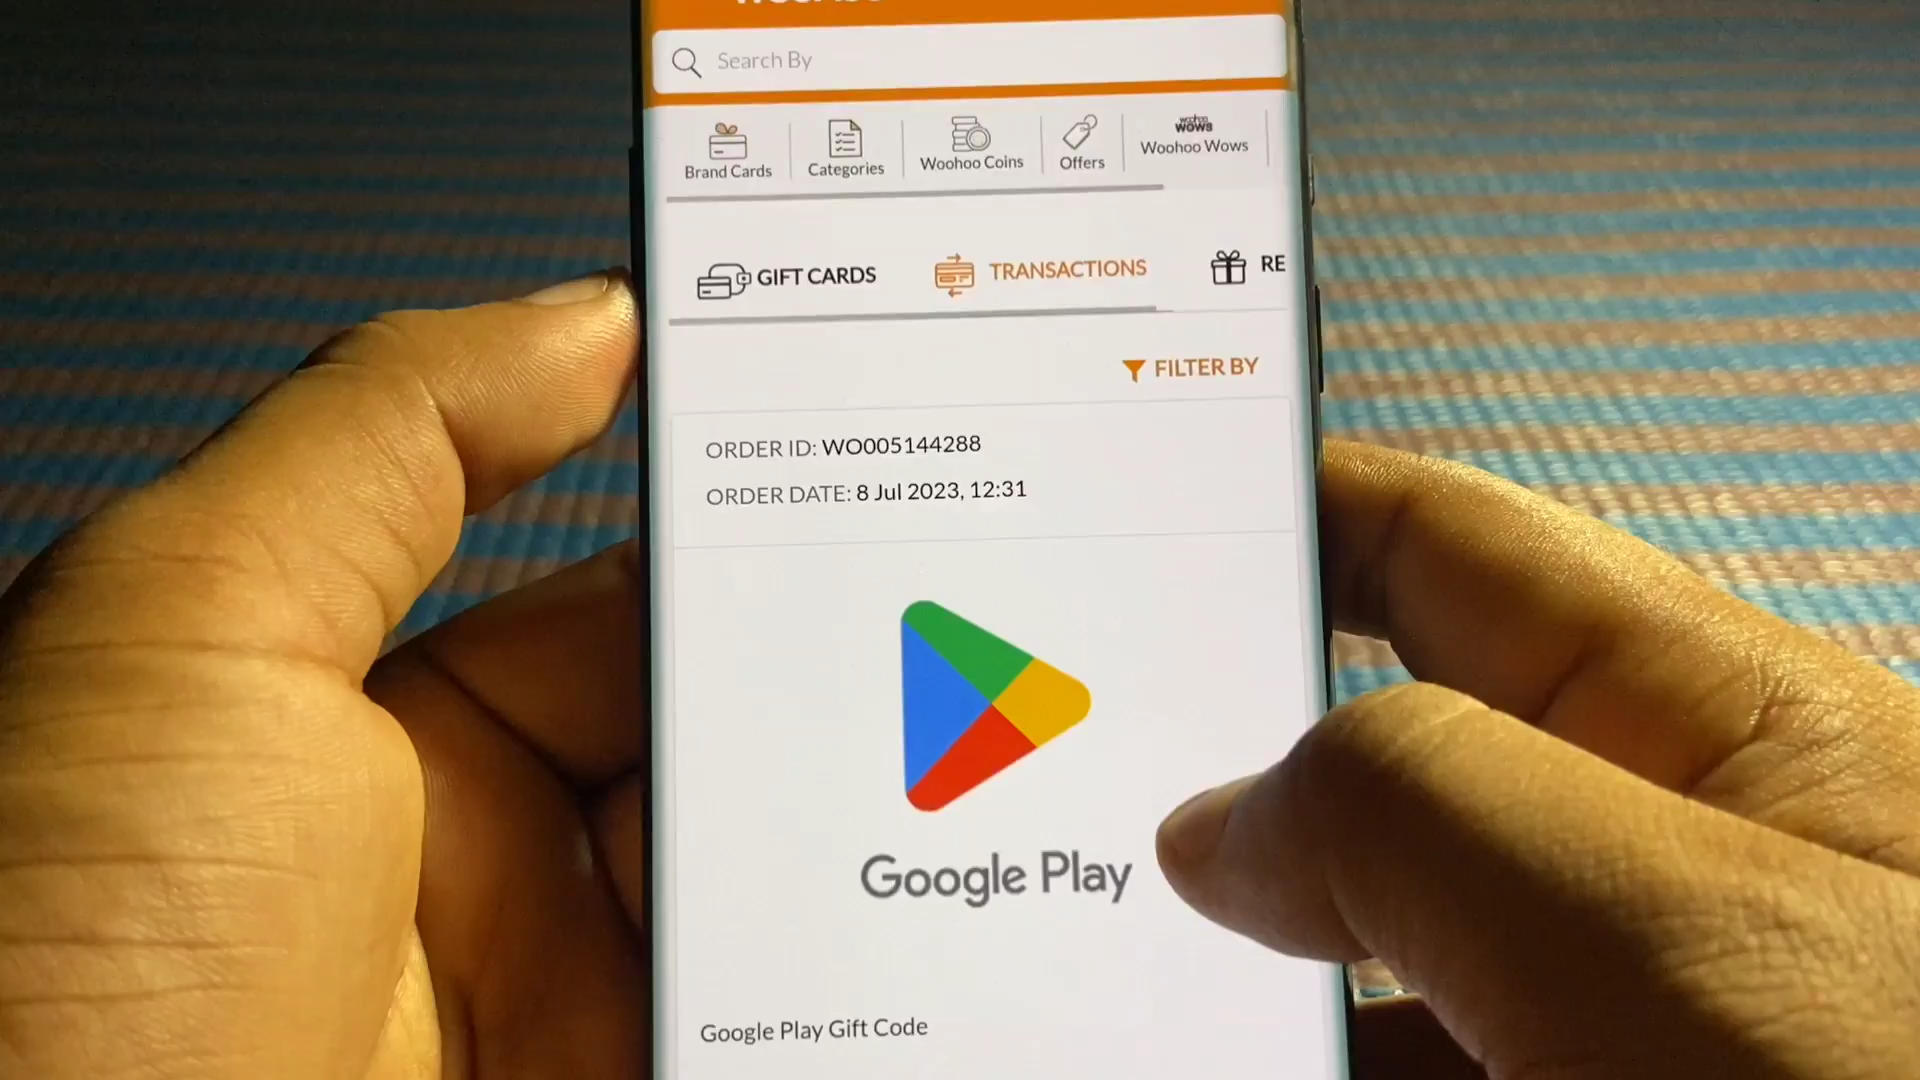 Search By
Brand Cards
Categories
Woohoo Coins
Offers
woohoo
WOWS
Woohoo Wows
GIFT CARDS
TRANSACTIONS
RE
FILTER BY
ORDER ID: WO005144288
ORDER DATE: 8 Jul 2023, 12:31
Google Play
Google Play Gift Code